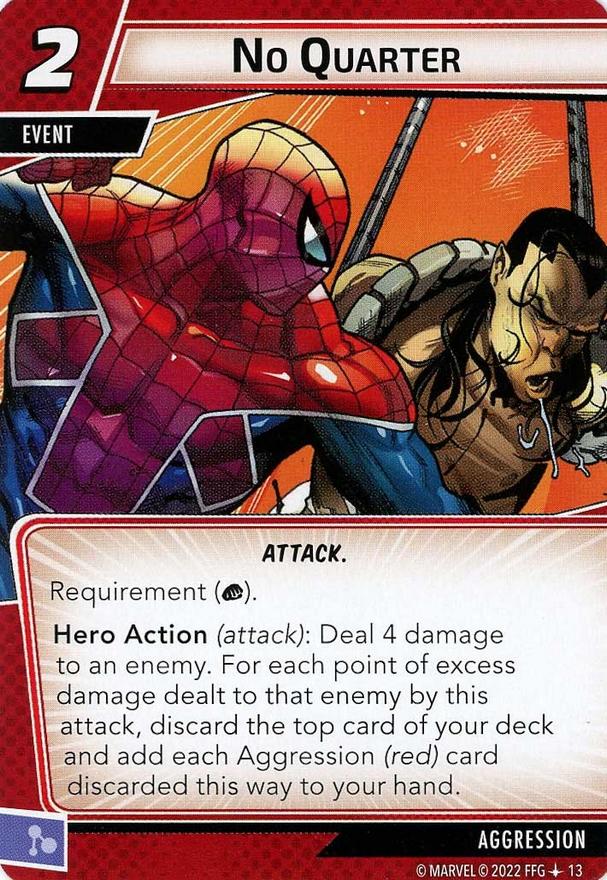 2
No Quarter
EVENT
ATTACK.
Requirement ( ).
Hero Action (attack): Deal 4 damage
to an enemy. For each point of excess
damage dealt to that enemy by this
attack, discard the top card of your deck
and add each Aggression (red) card
discarded this way to your hand.
AGGRESSION
© MARVEL © 2022 FFG 13